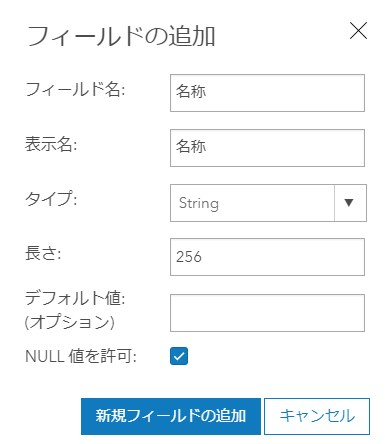 フィールドの追加
フィールド名: 名称
表示名: 名称
タイプ: String
長さ: 256
デフォルト値:
(オプション)
NULL 値を許可:
新規フィールドの追加 キャンセル